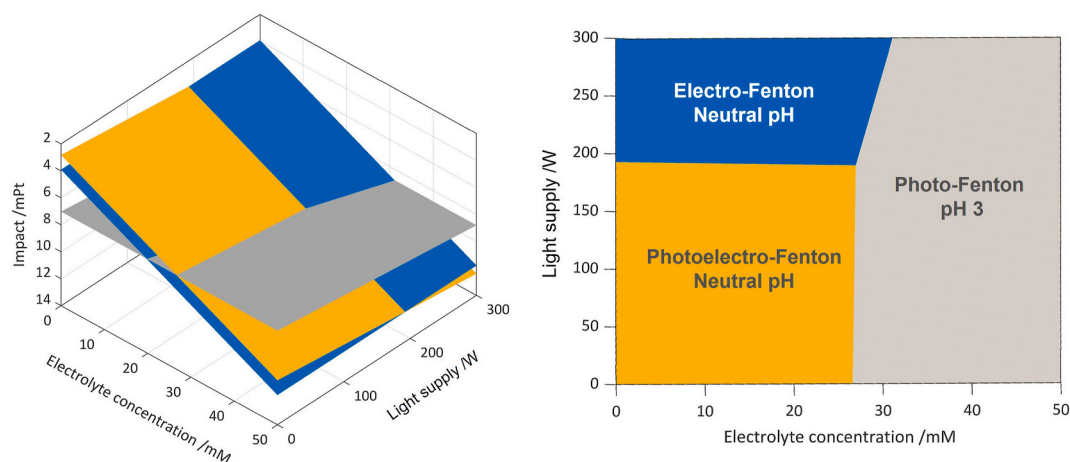 2
4
6
8
10
12
14
Impact /mPt
0
10
20
30
40
50
Electrolyte concentration /mM
0
100
200
300
Light supply /W
300
250
200
150
100
50
0
Light supply /W
Electro-Fenton
Neutral pH
Photo-Fenton
pH 3
Photoelectro-Fenton
Neutral pH
0
10
20
30
40
50
Electrolyte concentration /mM